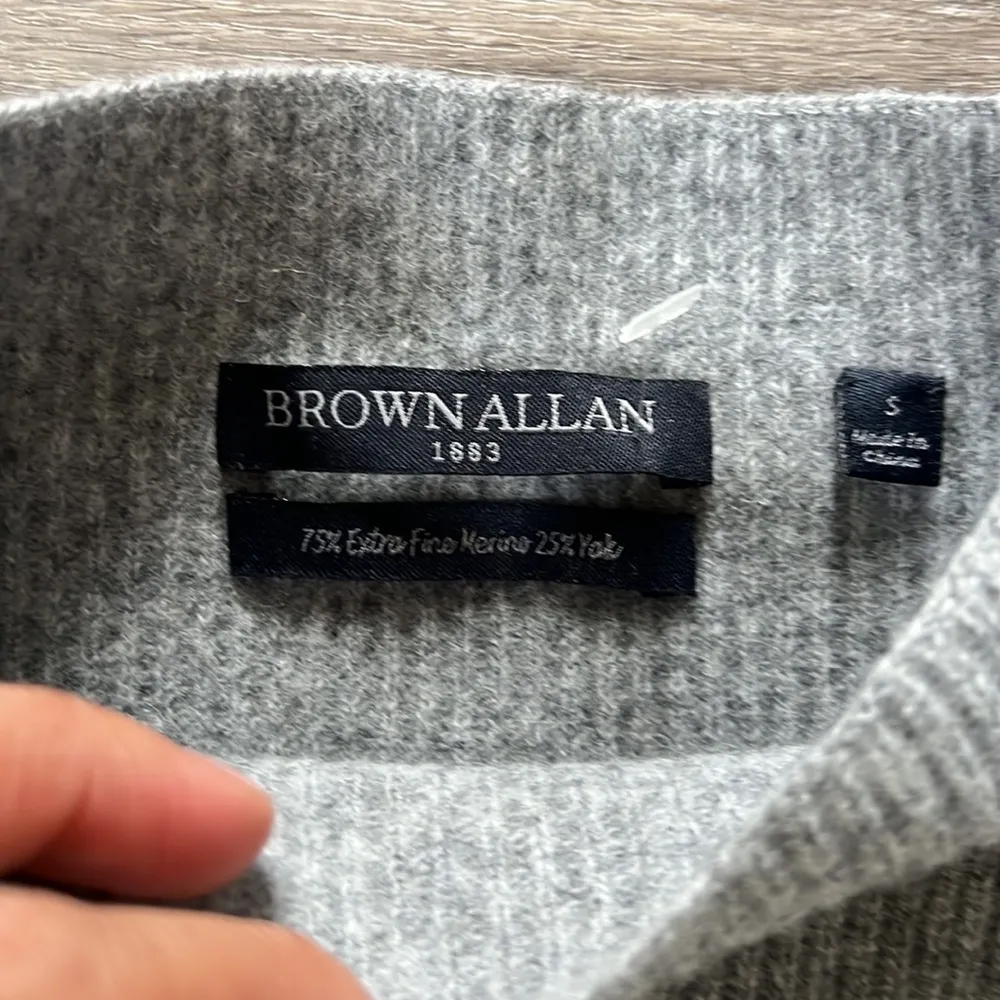 BROWN ALLAN
1883
75% Extra Fine Merino 25% Yak
S
Made in
China